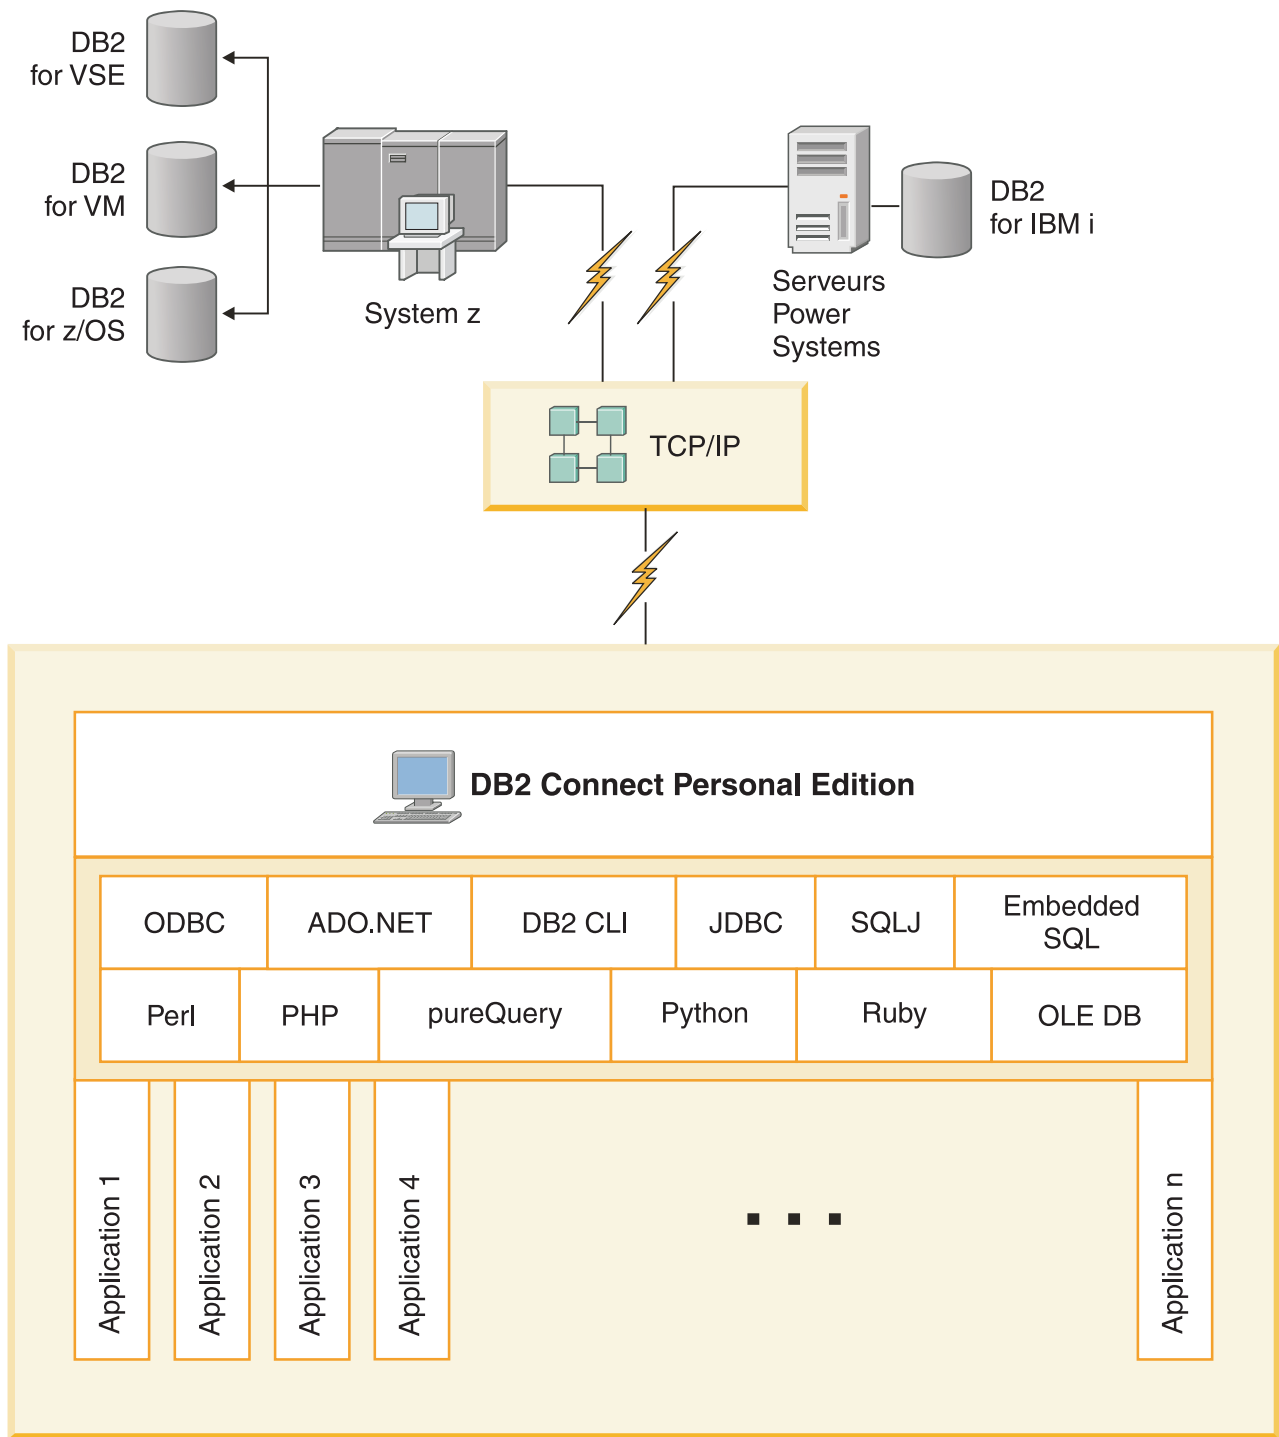 DB2
for VSE
DB2
for VM
DB2
for z/OS
System z
DB2
for IBM i
Serveurs
Power
Systems
TCP/IP
DB2 Connect Personal Edition
ODBC
ADO.NET
DB2 CLI
JDBC
SQLJ
Embedded
SQL
Perl
PHP
pureQuery
Python
Ruby
OLE DB
Application 1
Application 2
Application 3
Application 4
. . .
Application n